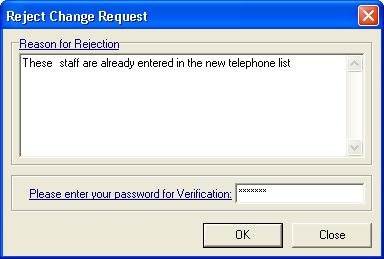 Reject Change Request
Reason for Rejection
These  staff are already entered in the new telephone list
Please enter your password for Verification: *******
OK Close